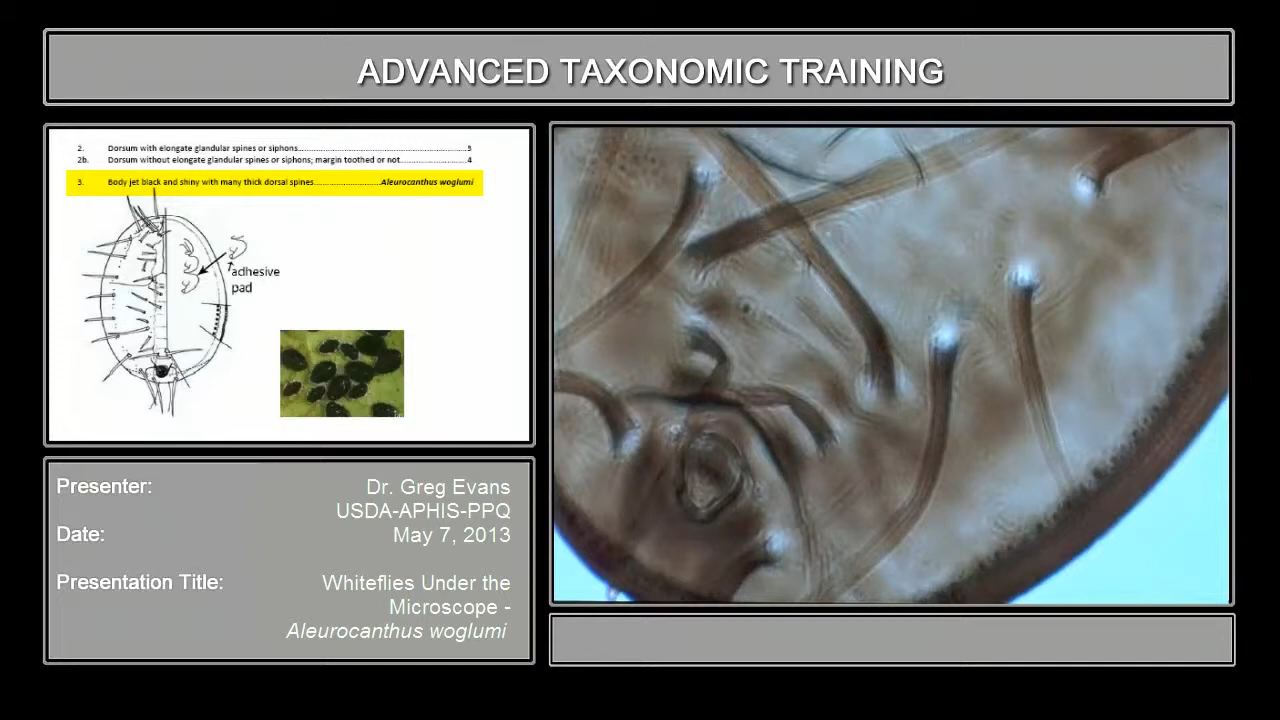 ADVANCED TAXONOMIC TRAINING
2. Dorsum with elongate glandular spines or siphons.......................................................3
2b. Dorsum without elongate glandular spines or siphons; margin toothed or not......................4
3. Body jet black and shiny with many thick dorsal spines......................Aleurocanthus woglumi
adhesive
pad
Presenter: Dr. Greg Evans
USDA-APHIS-PPQ
Date: May 7, 2013
Presentation Title: Whiteflies Under the
Microscope -
Aleurocanthus woglumi